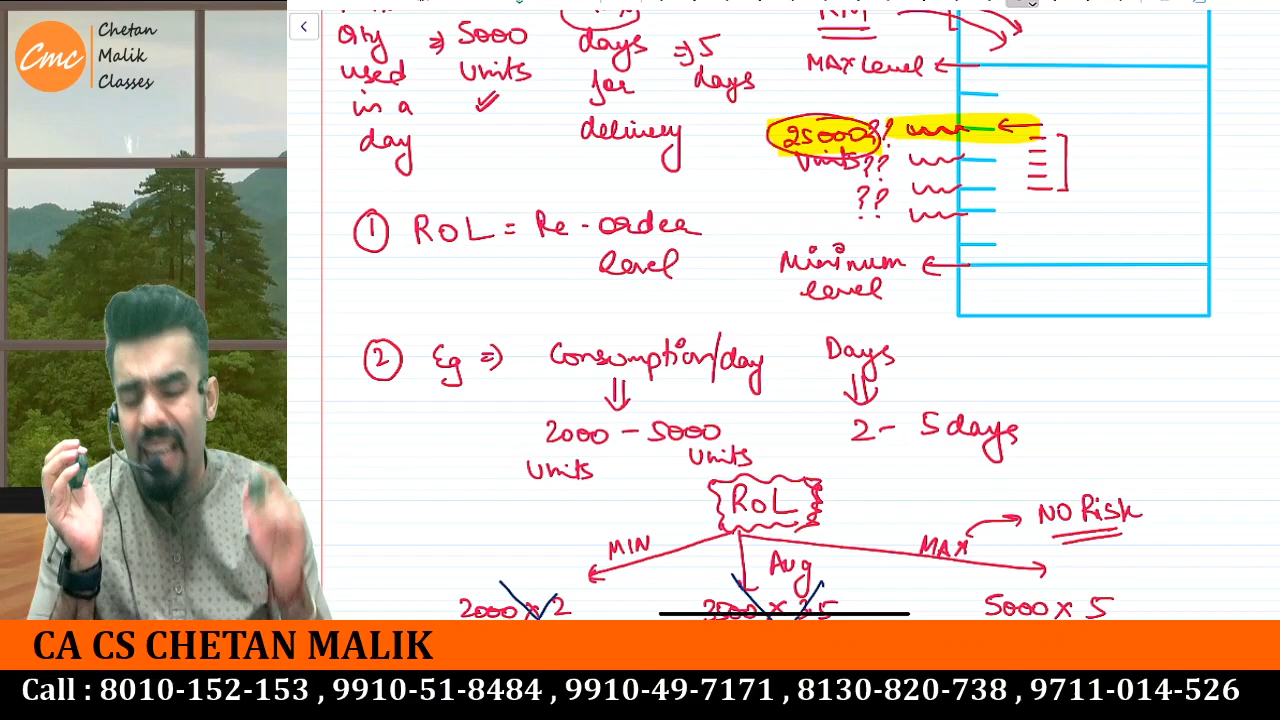 Chetan
Malik
Classes
CMC
Qty
used
in a
day
⇒ 5000
Units
days
for
delivery
⇒ 5
days
RM
MAX Level
25000 ??
Units ??
??
① ROL = Re-order
level
Minimum
level
② Eg ⇒ Consumption/day Days
2000 - 5000 2 - 5 days
Units Units
ROL
MIN Avg MAX NO Risk
2000 x 2 5000 x 5
CA CS CHETAN MALIK
Call : 8010-152-153 , 9910-51-8484 , 9910-49-7171 , 8130-820-738 , 9711-014-526